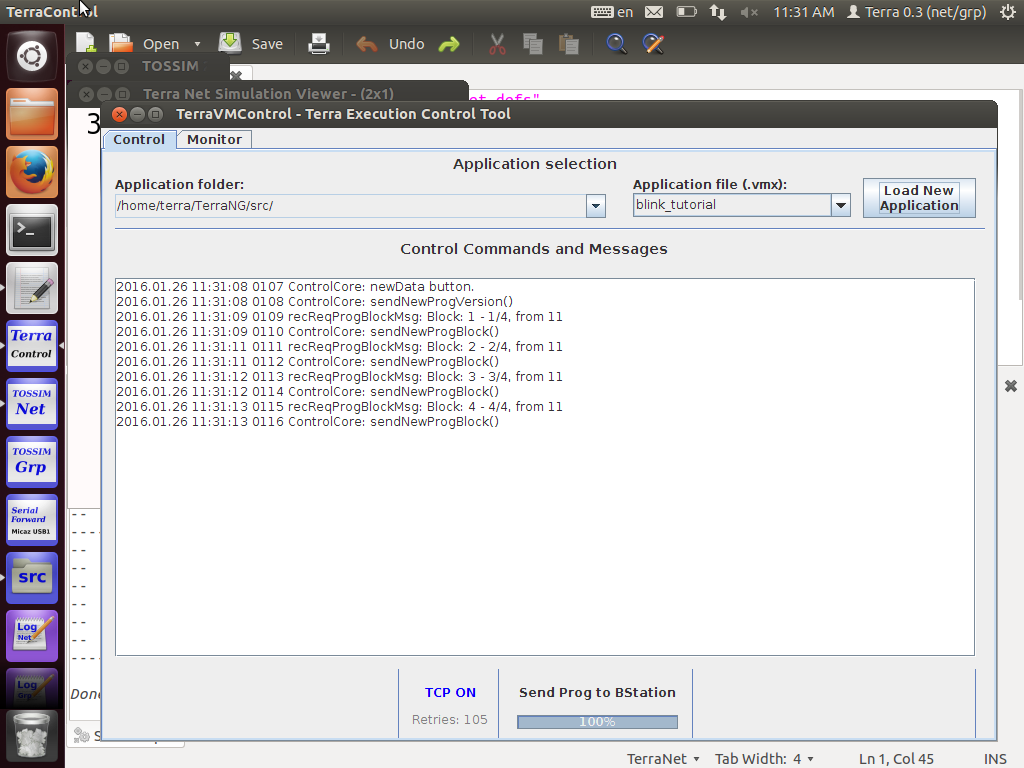 TerraControl
en
11:31 AM
Terra 0.3 (net/grp)
Open
Save
Undo
TOSSIM
Terra Net Simulation Viewer - (2x1)
TerraVMControl - Terra Execution Control Tool
3
Control
Monitor
Application selection
Application folder:
Application file (.vmx):
/home/terra/TerraNG/src/
blink_tutorial
Load New
Application
Control Commands and Messages
2016.01.26 11:31:08 0107 ControlCore: newData button.
2016.01.26 11:31:08 0108 ControlCore: sendNewProgVersion()
2016.01.26 11:31:09 0109 recReqProgBlockMsg: Block: 1 - 1/4, from 11
2016.01.26 11:31:09 0110 ControlCore: sendNewProgBlock()
2016.01.26 11:31:11 0111 recReqProgBlockMsg: Block: 2 - 2/4, from 11
2016.01.26 11:31:11 0112 ControlCore: sendNewProgBlock()
2016.01.26 11:31:12 0113 recReqProgBlockMsg: Block: 3 - 3/4, from 11
2016.01.26 11:31:12 0114 ControlCore: sendNewProgBlock()
2016.01.26 11:31:13 0115 recReqProgBlockMsg: Block: 4 - 4/4, from 11
2016.01.26 11:31:13 0116 ControlCore: sendNewProgBlock()
Terra
Control
TOSSIM
Net
TOSSIM
Grp
Serial
Forward
Micaz USB1
src
Log
Net
Log
Grp
TCP ON
Retries: 105
Send Prog to BStation
100%
TerraNet
Tab Width: 4
Ln 1, Col 45
INS